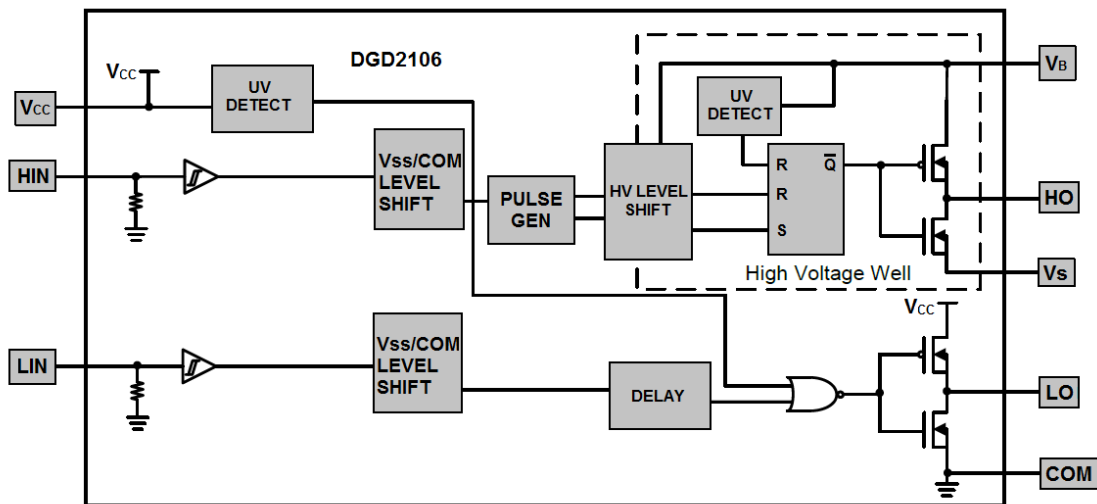 DGD2106
VCC
UV
DETECT
VCC
HIN
Vss/COM
LEVEL
SHIFT
PULSE
GEN
HV LEVEL
SHIFT
UV
DETECT
R
Q
R
S
High Voltage Well
VB
HO
Vs
LIN
Vss/COM
LEVEL
SHIFT
DELAY
VCC
LO
COM